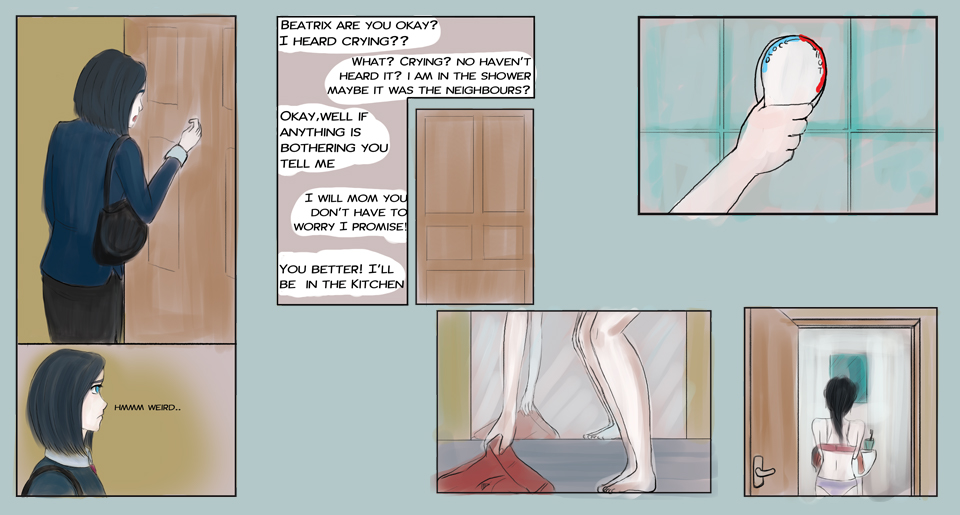 BEATRIX ARE YOU OKAY?
I HEARD CRYING??
WHAT? CRYING? NO HAVEN'T
HEARD IT? I AM IN THE SHOWER
MAYBE IT WAS THE NEIGHBOURS?
OKAY,WELL IF
ANYTHING IS
BOTHERING YOU
TELL ME
I WILL MOM YOU
DON'T HAVE TO
WORRY I PROMISE!
YOU BETTER! I'LL
BE IN THE KITCHEN
HMMM WEIRD..
HOT